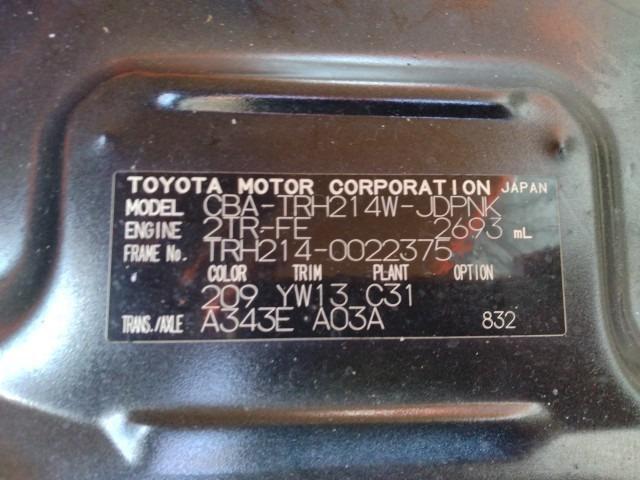 TOYOTA MOTOR CORPORATION JAPAN
MODEL CBA-TRH214W-JDPNK
ENGINE 2TR-FE 2693 mL
FRAME No. TRH214-0022375
COLOR TRIM PLANT OPTION
209 YW13 C31
TRANS./AXLE A343E A03A 832